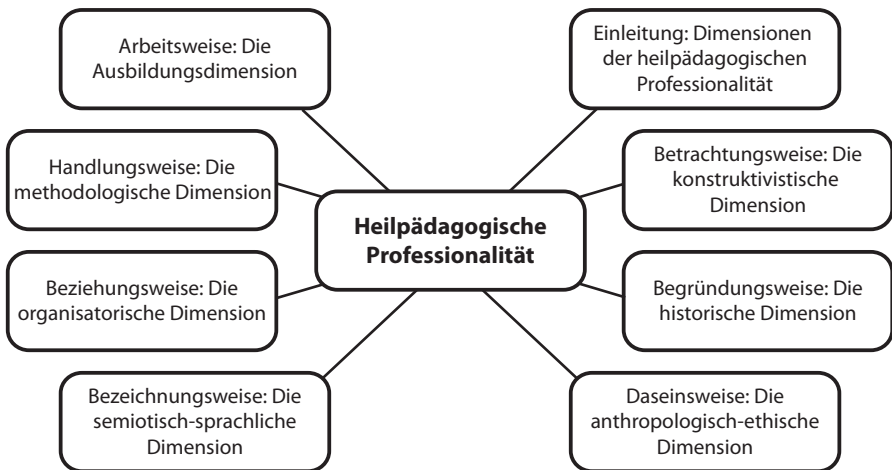 Arbeitsweise: Die
Ausbildungsdimension
Einleitung: Dimensionen
der heilpädagogischen
Professionalität
Handlungsweise: Die
methodologische Dimension
Betrachtungsweise: Die
konstruktivistische
Dimension
Heilpädagogische
Professionalität
Beziehungsweise: Die
organisatorische Dimension
Begründungsweise: Die
historische Dimension
Bezeichnungsweise: Die
semiotisch-sprachliche
Dimension
Daseinsweise: Die
anthropologisch-ethische
Dimension